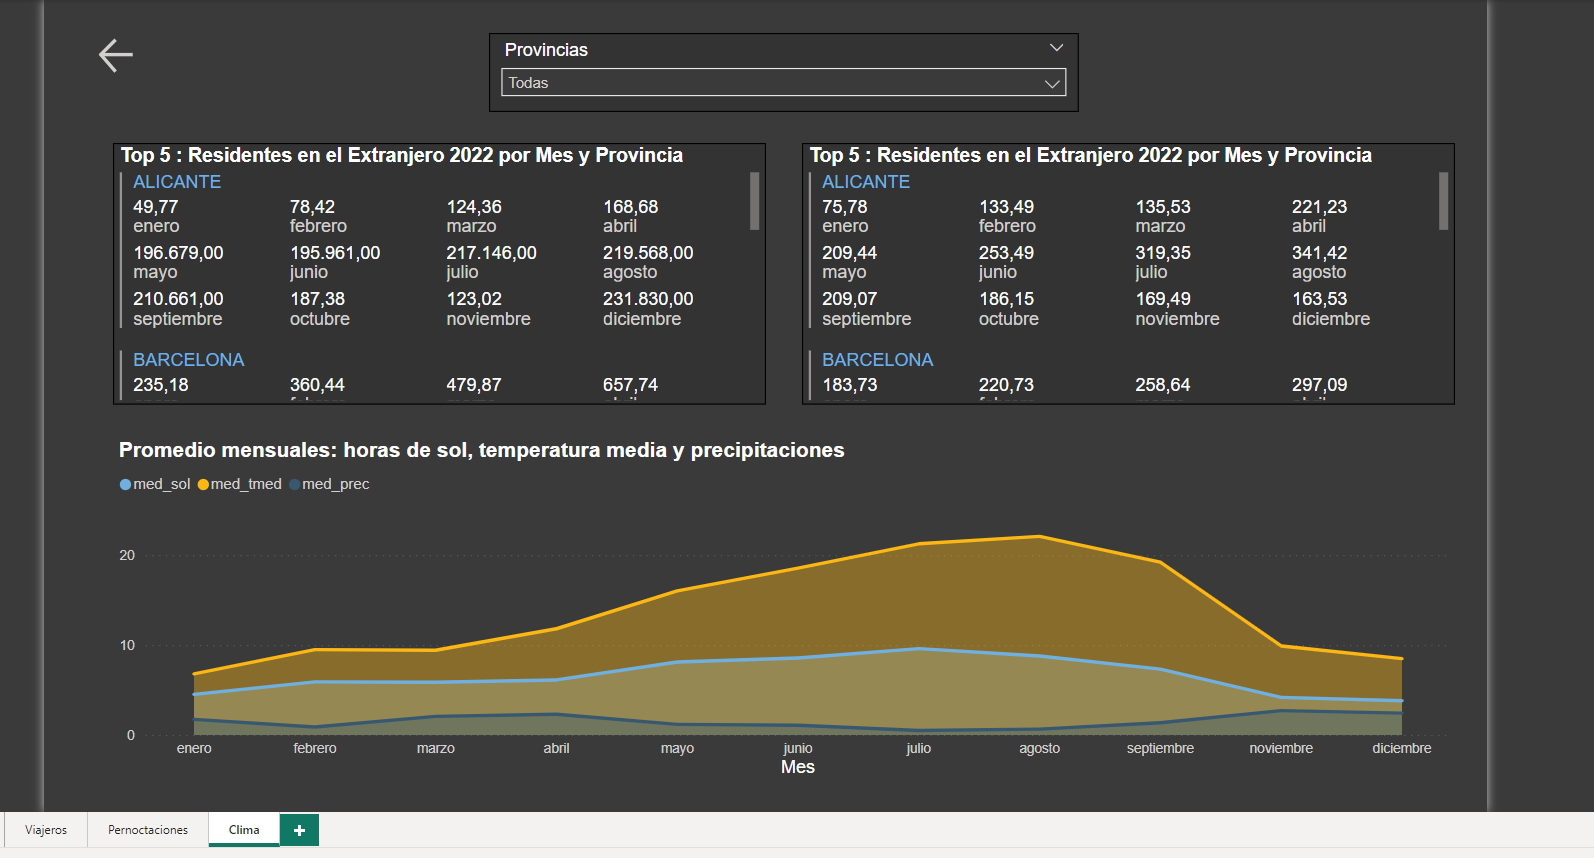 Provincias
Todas
Top 5 : Residentes en el Extranjero 2022 por Mes y Provincia
ALICANTE
49,77 78,42 124,36 168,68
enero febrero marzo abril
196.679,00 195.961,00 217.146,00 219.568,00
mayo junio julio agosto
210.661,00 187,38 123,02 231.830,00
septiembre octubre noviembre diciembre
BARCELONA
235,18 360,44 479,87 657,74
Top 5 : Residentes en el Extranjero 2022 por Mes y Provincia
ALICANTE
75,78 133,49 135,53 221,23
enero febrero marzo abril
209,44 253,49 319,35 341,42
mayo junio julio agosto
209,07 186,15 169,49 163,53
septiembre octubre noviembre diciembre
BARCELONA
183,73 220,73 258,64 297,09
Promedio mensuales: horas de sol, temperatura media y precipitaciones
med_sol med_tmed med_prec
20
10
0
enero febrero marzo abril mayo junio julio agosto septiembre noviembre diciembre
Mes
Viajeros Pernoctaciones Clima +